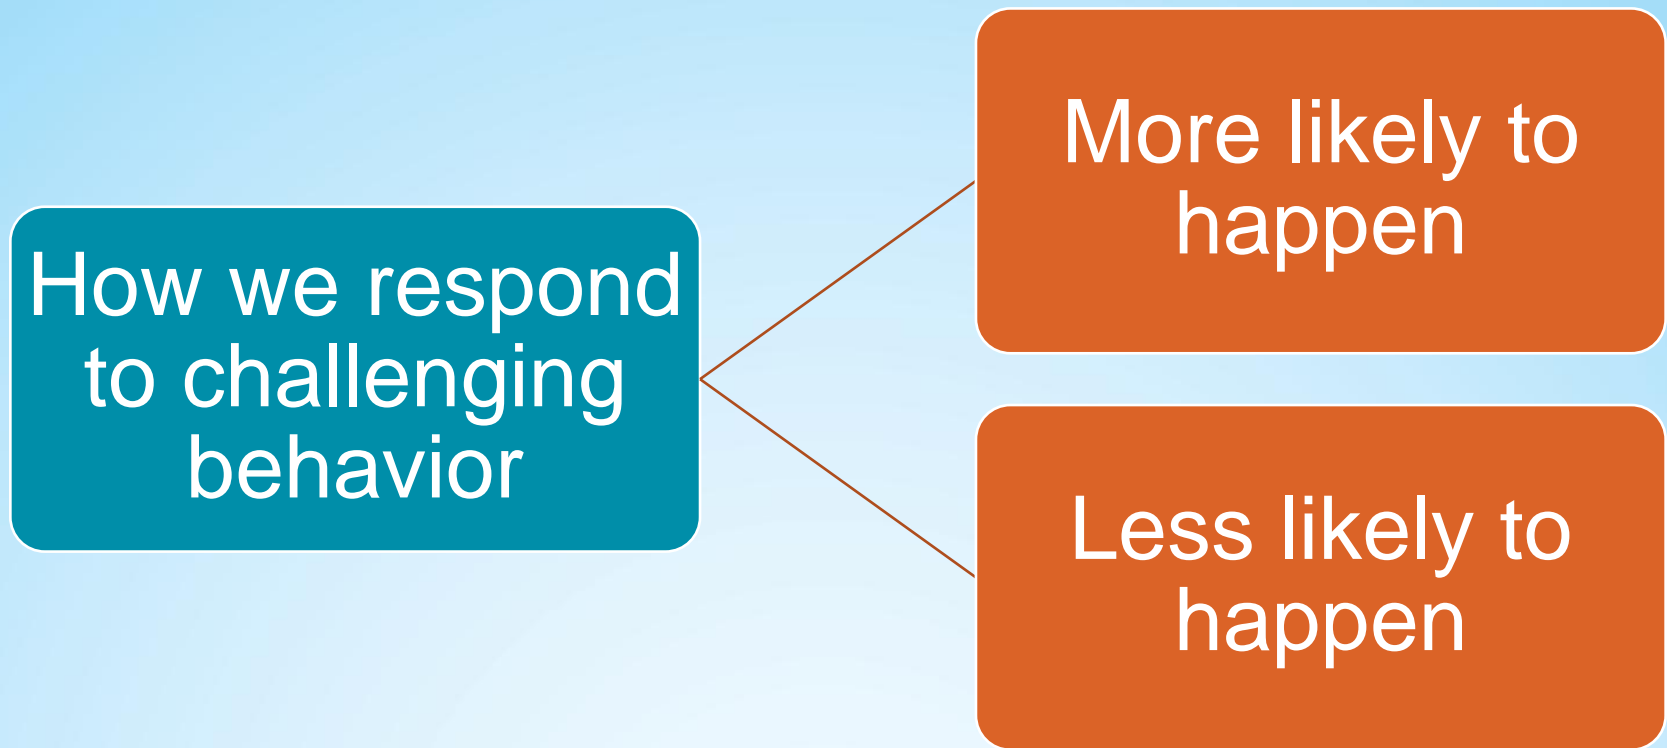 How we respond
to challenging
behavior
More likely to
happen
Less likely to
happen